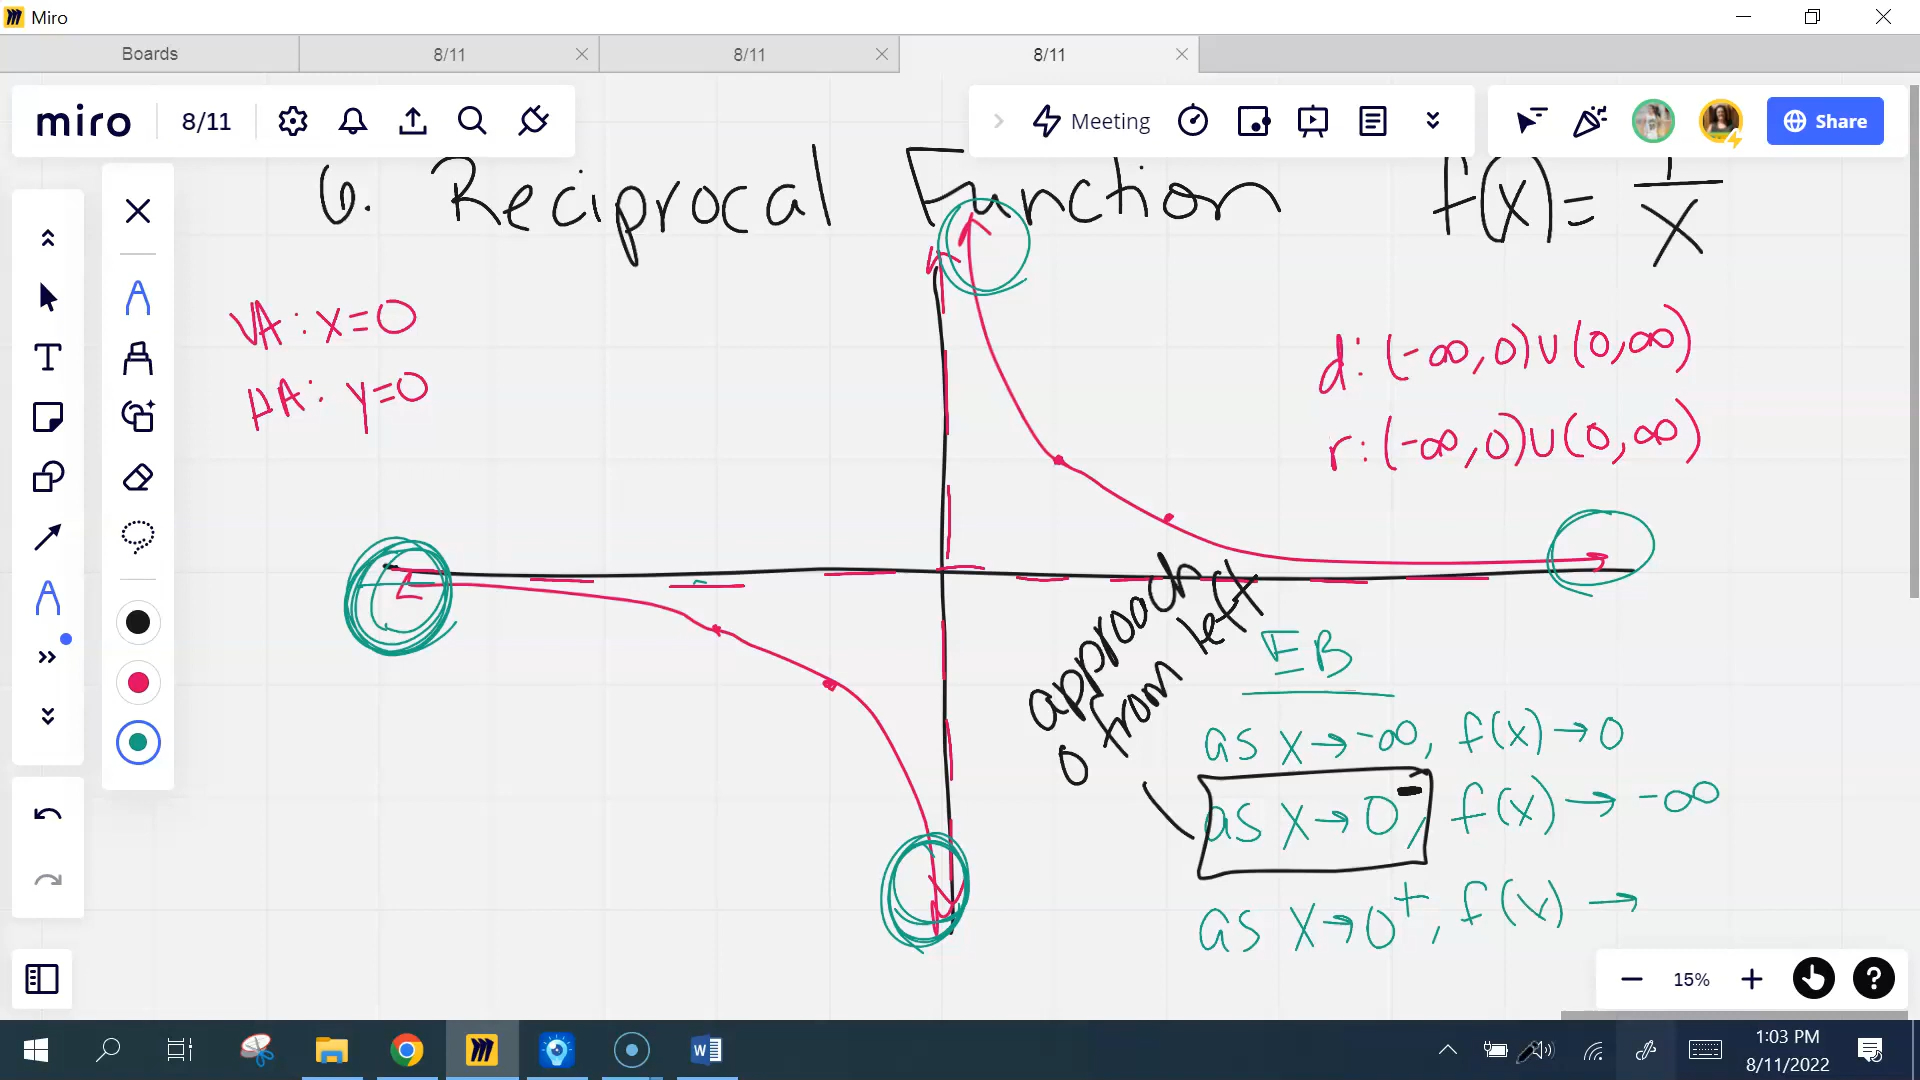 Miro
Boards
8/11
8/11
8/11
miro
8/11
Meeting
Share
6. Reciprocal Function f(x) = 1/x
VA: x=0
HA: y=0
d: (-∞,0)∪(0,∞)
r: (-∞,0)∪(0,∞)
approach
0 from left
EB
as x→-∞, f(x)→0
as x→0⁻, f(x)→-∞
as x→0⁺, f(x)→
15%
1:03 PM
8/11/2022